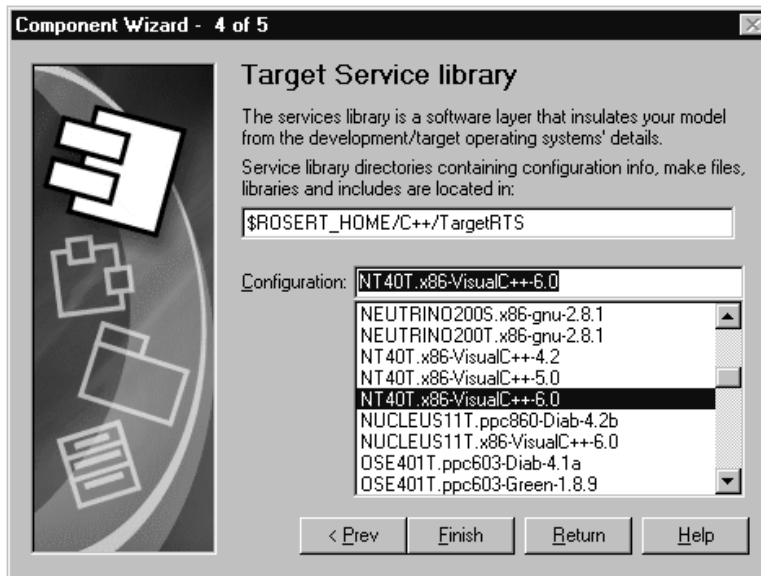 Component Wizard - 4 of 5
Target Service library
The services library is a software layer that insulates your model
from the development/target operating systems' details.
Service library directories containing configuration info, make files,
libraries and includes are located in:
$ROSERT_HOME/C++/TargetRTS
Configuration: NT40T.x86-VisualC++-6.0
NEUTRINO200S.x86-gnu-2.8.1
NEUTRINO200T.x86-gnu-2.8.1
NT40T.x86-VisualC++-4.2
NT40T.x86-VisualC++-5.0
NT40T.x86-VisualC++-6.0
NUCLEUS11T.ppc860-Diab-4.2b
NUCLEUS11T.x86-VisualC++-6.0
OSE401T.ppc603-Diab-4.1a
OSE401T.ppc603-Green-1.8.9
< Prev Finish Return Help